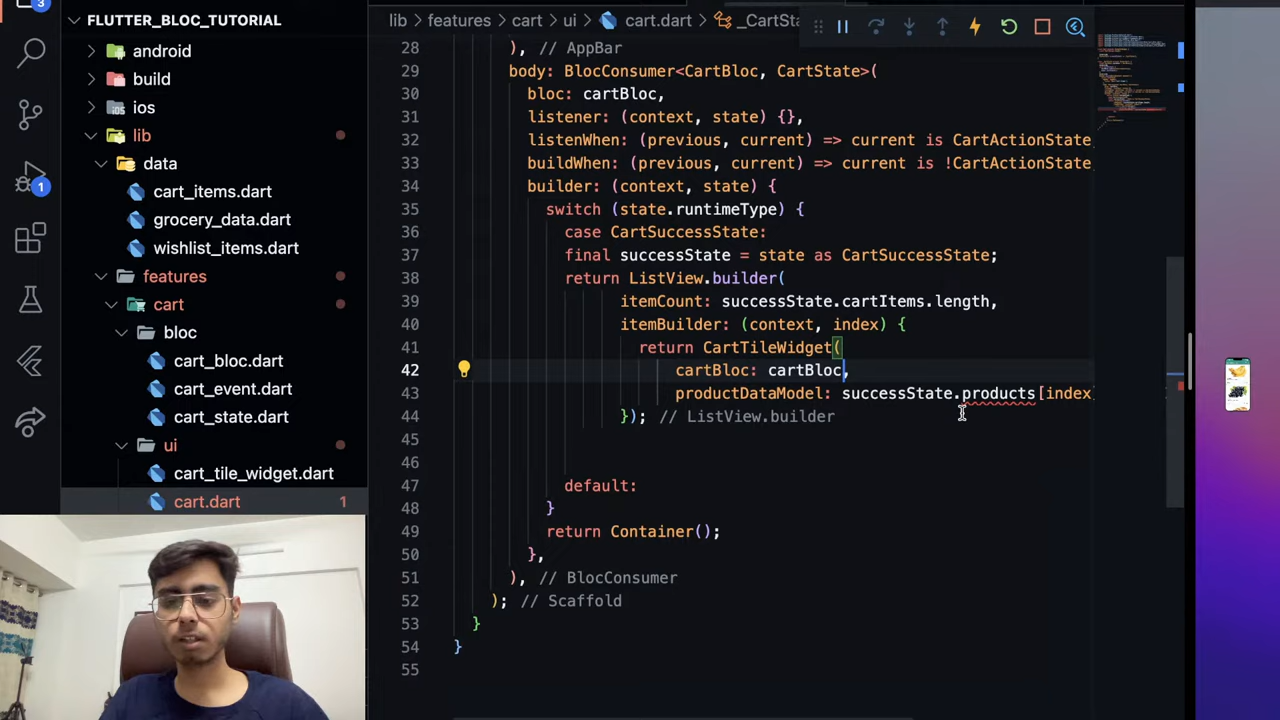 3
FLUTTER_BLOC_TUTORIAL
android
build
ios
lib
data
cart_items.dart
grocery_data.dart
wishlist_items.dart
features
cart
bloc
cart_bloc.dart
cart_event.dart
cart_state.dart
ui
cart_tile_widget.dart
cart.dart 1
1
lib > features > cart > ui > cart.dart > _CartSta
28 ), // AppBar
29 body: BlocConsumer<CartBloc, CartState>(
30 bloc: cartBloc,
31 listener: (context, state) {},
32 listenWhen: (previous, current) => current is CartActionState,
33 buildWhen: (previous, current) => current is !CartActionState
34 builder: (context, state) {
35 switch (state.runtimeType) {
36 case CartSuccessState:
37 final successState = state as CartSuccessState;
38 return ListView.builder(
39 itemCount: successState.cartItems.length,
40 itemBuilder: (context, index) {
41 return CartTileWidget(
42 cartBloc: cartBloc,
43 productDataModel: successState.products[index]
44 }); // ListView.builder
45
46
47 default:
48 }
49 return Container();
50 },
51 ), // BlocConsumer
52 ); // Scaffold
53 }
54 }
55